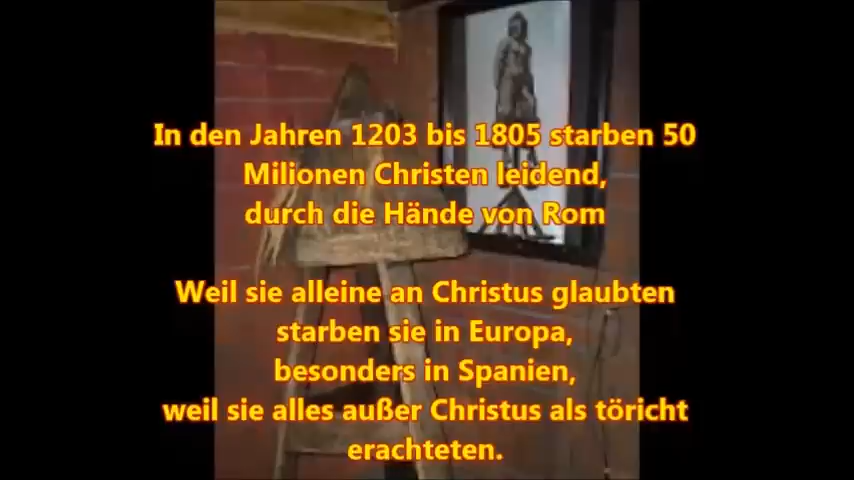 In den Jahren 1203 bis 1805 starben 50
Milionen Christen leidend,
durch die Hände von Rom
Weil sie alleine an Christus glaubten
starben sie in Europa,
besonders in Spanien,
weil sie alles außer Christus als töricht
erachteten.